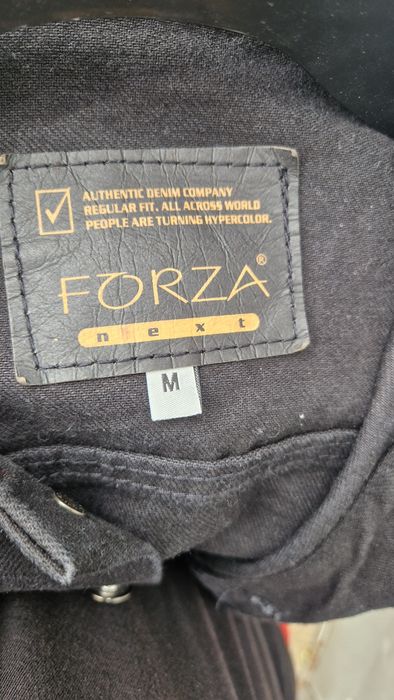 AUTHENTIC DENIM COMPANY
REGULAR FIT. ALL ACROSS WORLD
PEOPLE ARE TURNING HYPERCOLOR.
FORZA®
next
M